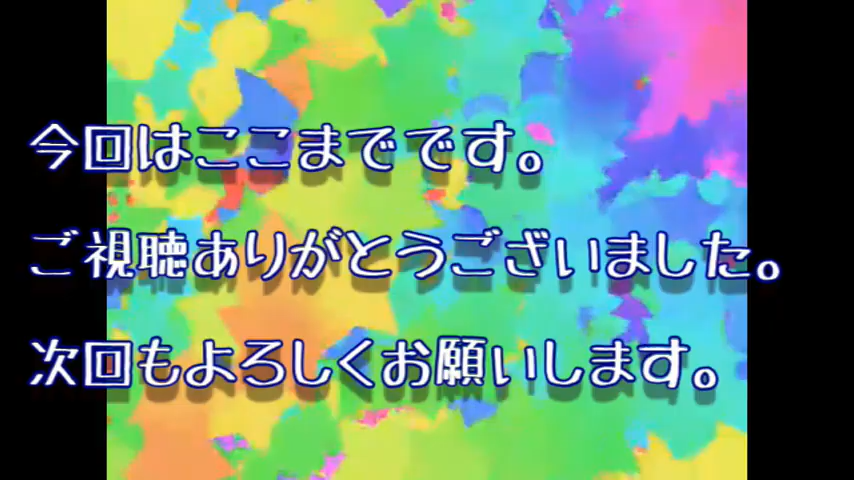 今回はここまでです。
ご視聴ありがとうございました。
次回もよろしくお願いします。